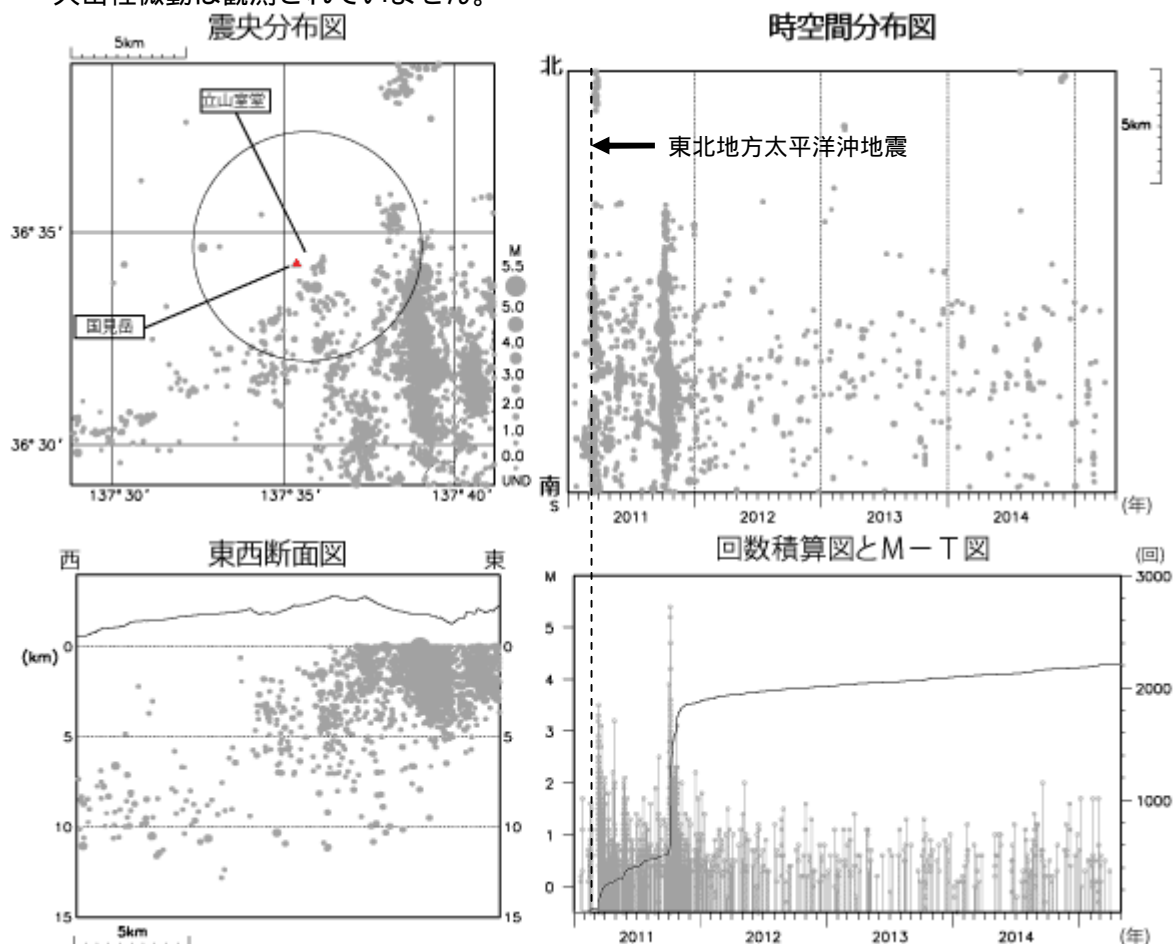 火山性微動は観測されていません。
震央分布図
5km
立山室堂
国見岳
36° 35′
36° 30′
137° 30′
137° 35′
137° 40′
M
5.5
5.0
4.0
3.0
2.0
1.0
0.0
UND
時空間分布図
北
5km
東北地方太平洋沖地震
南
S
2011
2012
2013
2014
(年)
東西断面図
西
東
(km)
0
5
10
15
0
5
10
15
5km
回数積算図とM－T図
(回)
M
5
4
3
2
1
0
3000
2000
1000
2011
2012
2013
2014
(年)